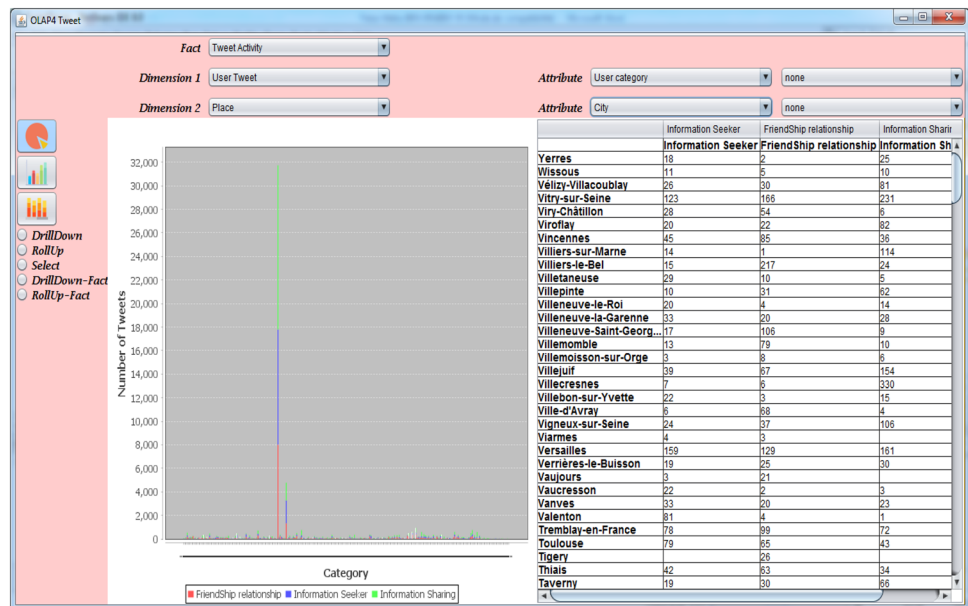 OLAP4 Tweet
Fact Tweet Activity
Dimension 1 User Tweet Attribute User category none
Dimension 2 Place Attribute City none
DrillDown
RollUp
Select
DrillDown-Fact
RollUp-Fact
Number of Tweets
32,000
30,000
28,000
26,000
24,000
22,000
20,000
18,000
16,000
14,000
12,000
10,000
8,000
6,000
4,000
2,000
0
Category
FriendShip relationship Information Seeker Information Sharing
Information Seeker FriendShip relationship Information Sharin
Information Seeker FriendShip relationship Information Sh
Yerres 18 2 25
Wissous 11 5 10
Vélizy-Villacoublay 26 30 81
Vitry-sur-Seine 123 166 231
Viry-Châtillon 28 54 6
Viroflay 20 22 82
Vincennes 45 85 36
Villiers-sur-Marne 14 1 114
Villiers-le-Bel 15 217 24
Villetaneuse 29 10 5
Villepinte 10 31 62
Villeneuve-le-Roi 20 4 14
Villeneuve-la-Garenne 33 20 28
Villeneuve-Saint-Georg... 17 106 9
Villemomble 13 79 10
Villemoisson-sur-Orge 3 8 6
Villejuif 39 67 154
Villecresnes 7 6 330
Villebon-sur-Yvette 22 3 15
Ville-d'Avray 6 68 4
Vigneux-sur-Seine 24 37 106
Viarmes 4 3
Versailles 159 129 161
Verrières-le-Buisson 19 25 30
Vaujours 3 21
Vaucresson 22 2 3
Vanves 33 20 23
Valenton 81 4 1
Tremblay-en-France 78 99 72
Toulouse 79 65 43
Tigery 26
Thiais 42 63 34
Taverny 19 30 66